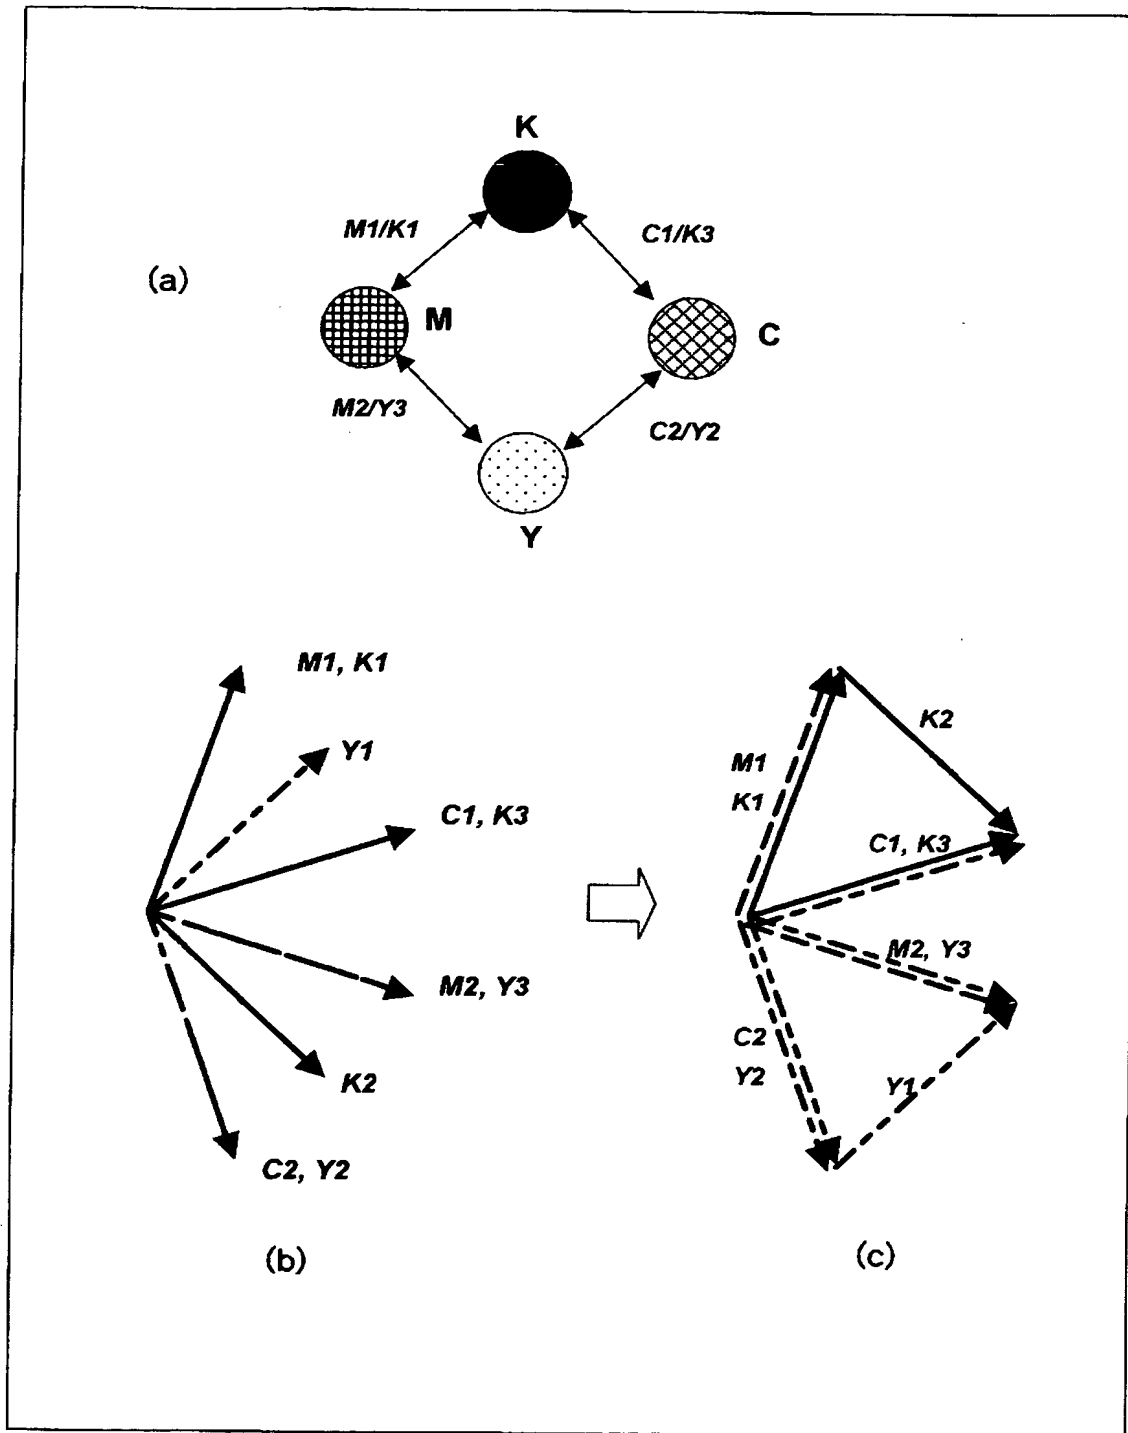 K
M1/K1
C1/K3
(a)
M
C
M2/Y3
C2/Y2
Y
M1, K1
Y1
C1, K3
M2, Y3
K2
C2, Y2
(b)
K2
M1
K1
C1, K3
M2, Y3
C2
Y2
Y1
(c)